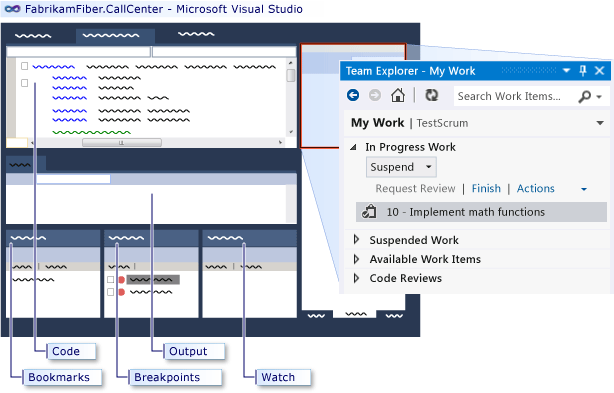 FabrikamFiber.CallCenter - Microsoft Visual Studio
Team Explorer - My Work
Search Work Items...
My Work | TestScrum
In Progress Work
Suspend
Request Review | Finish | Actions
10 - Implement math functions
Suspended Work
Available Work Items
Code Reviews
Code
Output
Bookmarks
Breakpoints
Watch